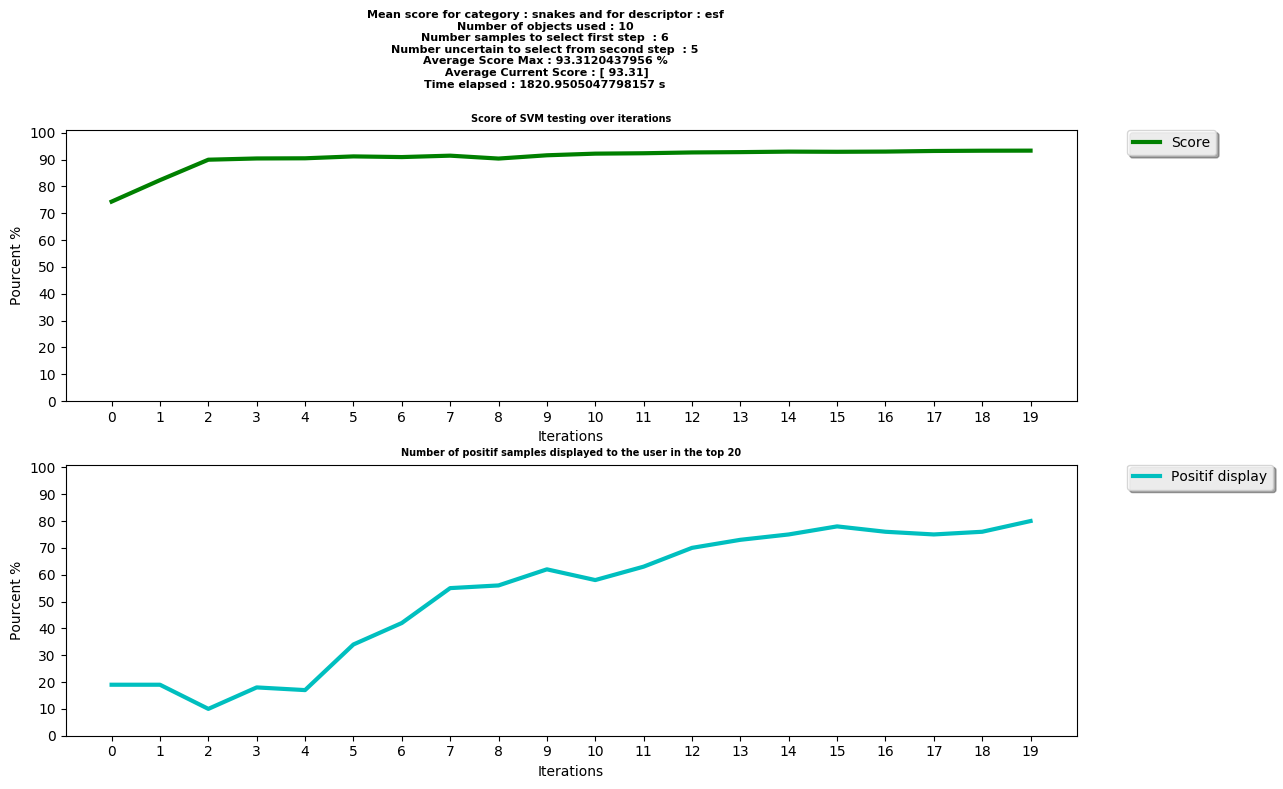 Mean score for category : snakes and for descriptor : esf
Number of objects used : 10
Number samples to select first step  : 6
Number uncertain to select from second step  : 5
Average Score Max : 93.3120437956 %
Average Current Score : [ 93.31]
Time elapsed : 1820.9505047798157 s
Score of SVM testing over iterations
100
90
80
70
60
50
40
30
20
10
0
Pourcent %
0 1 2 3 4 5 6 7 8 9 10 11 12 13 14 15 16 17 18 19
Iterations
Score
Number of positif samples displayed to the user in the top 20
100
90
80
70
60
50
40
30
20
10
0
Pourcent %
0 1 2 3 4 5 6 7 8 9 10 11 12 13 14 15 16 17 18 19
Iterations
Positif display